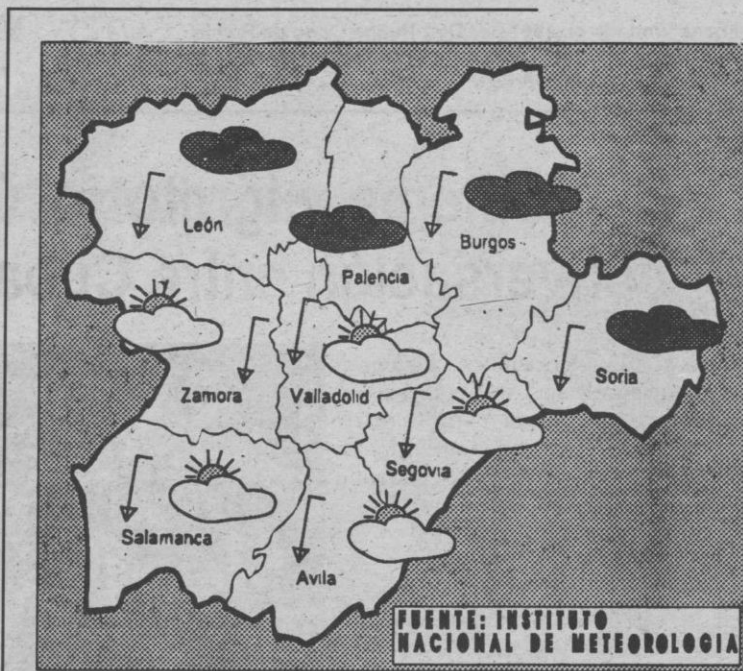 León
Burgos
Palencia
Soria
Zamora
Valladolid
Segovia
Salamanca
Avila
FUENTE: INSTITUTO
NACIONAL DE METEOROLOGIA